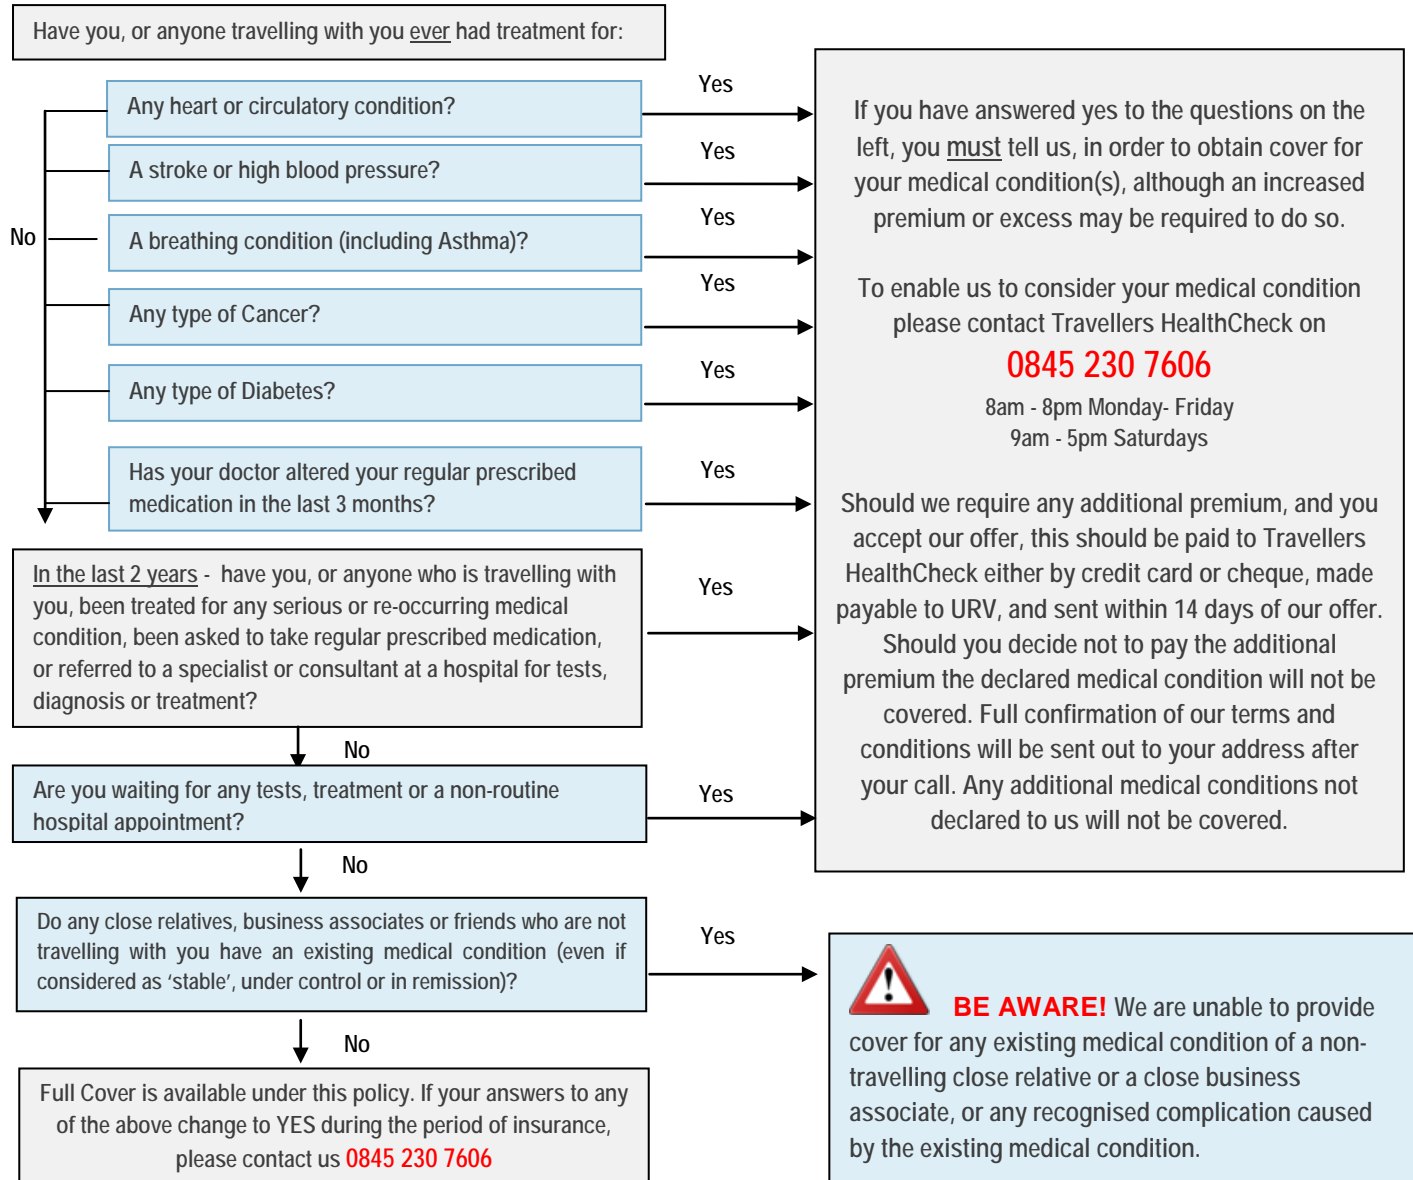 Have you, or anyone travelling with you ever had treatment for:
Any heart or circulatory condition?
Yes
A stroke or high blood pressure?
Yes
No
A breathing condition (including Asthma)?
Yes
Any type of Cancer?
Yes
Any type of Diabetes?
Yes
Has your doctor altered your regular prescribed
medication in the last 3 months?
Yes
In the last 2 years - have you, or anyone who is travelling with
you, been treated for any serious or re-occurring medical
condition, been asked to take regular prescribed medication,
or referred to a specialist or consultant at a hospital for tests,
diagnosis or treatment?
Yes
No
Are you waiting for any tests, treatment or a non-routine
hospital appointment?
Yes
No
If you have answered yes to the questions on the
left, you must tell us, in order to obtain cover for
your medical condition(s), although an increased
premium or excess may be required to do so.
To enable us to consider your medical condition
please contact Travellers HealthCheck on
0845 230 7606
8am - 8pm Monday- Friday
9am - 5pm Saturdays
Should we require any additional premium, and you
accept our offer, this should be paid to Travellers
HealthCheck either by credit card or cheque, made
payable to URV, and sent within 14 days of our offer.
Should you decide not to pay the additional
premium the declared medical condition will not be
covered. Full confirmation of our terms and
conditions will be sent out to your address after
your call. Any additional medical conditions not
declared to us will not be covered.
Do any close relatives, business associates or friends who are not
travelling with you have an existing medical condition (even if
considered as 'stable', under control or in remission)?
Yes
No
BE AWARE! We are unable to provide
cover for any existing medical condition of a non-
travelling close relative or a close business
associate, or any recognised complication caused
by the existing medical condition.
Full Cover is available under this policy. If your answers to any
of the above change to YES during the period of insurance,
please contact us 0845 230 7606